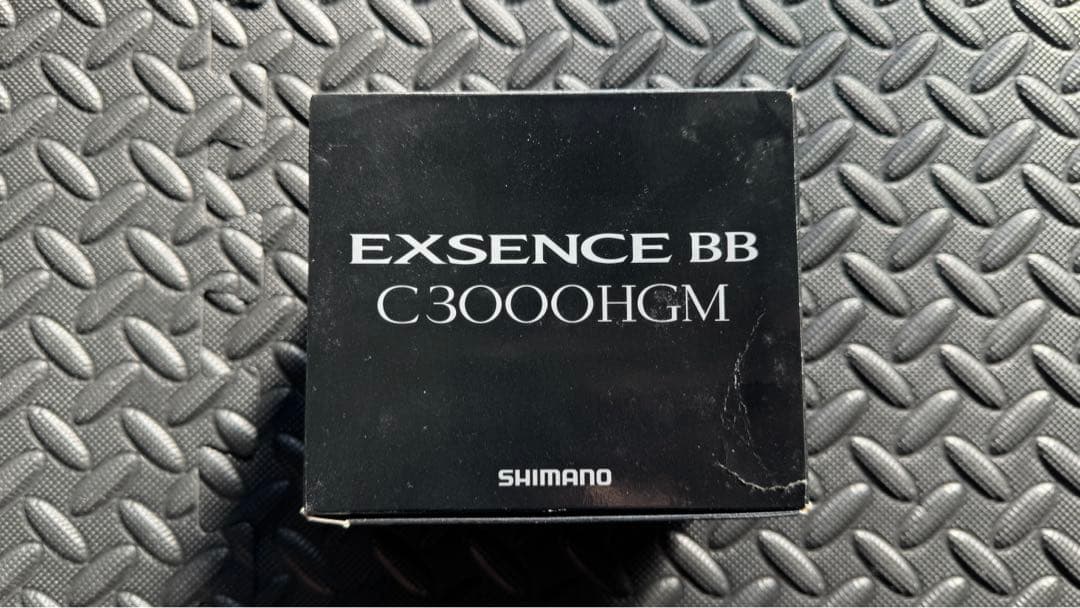 EXSENCE BB
C3000HGM
SHIMANO